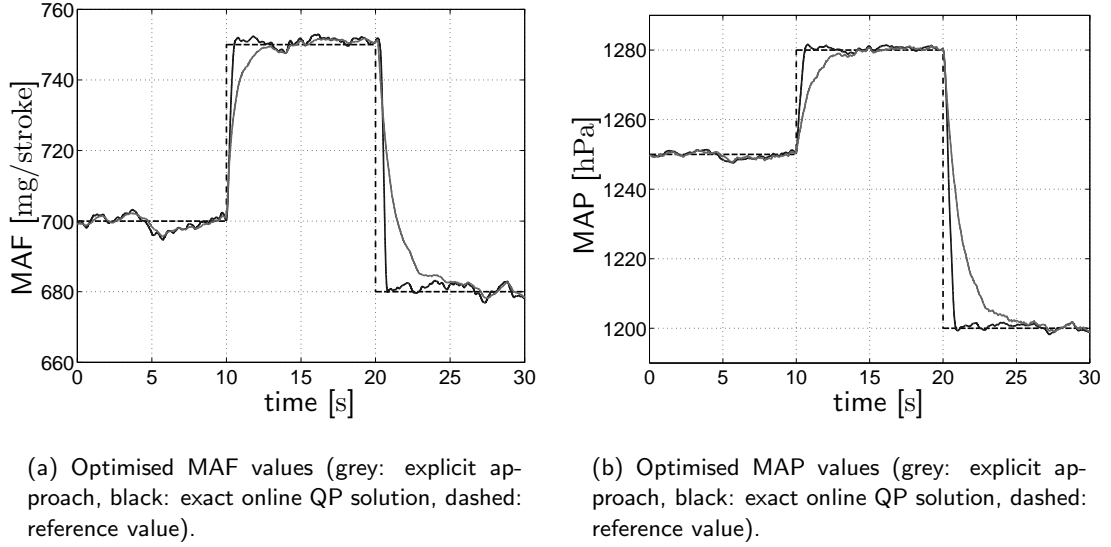 760
740
720
700
680
660
0 5 10 15 20 25 30
MAF [mg/stroke]
time [s]
1280
1260
1240
1220
1200
0 5 10 15 20 25 30
MAP [hPa]
time [s]
(a) Optimised MAF values (grey: explicit ap-
proach, black: exact online QP solution, dashed:
reference value).
(b) Optimised MAP values (grey: explicit ap-
proach, black: exact online QP solution, dashed:
reference value).